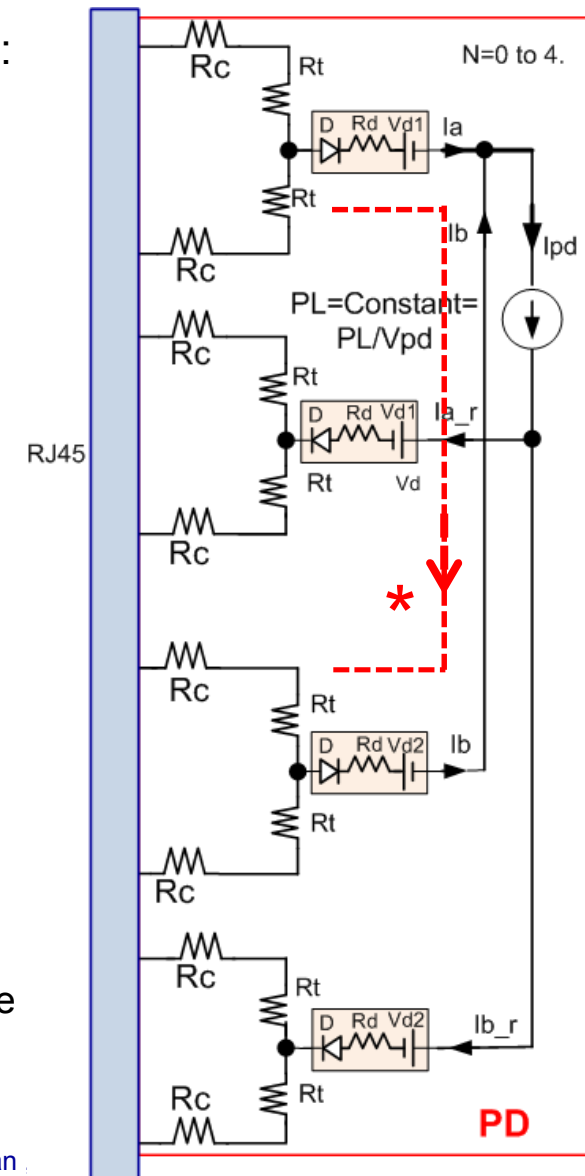 :
N=0 to 4.
Rc
Rt
D Rd Vd1
Ia
Rt
Ib
Ipd
Rc
PL=Constant=
PL/Vpd
Rc
Rt
D Rd Vd1
Ia_r
RJ45
Rt
Vd
Rc
*
Rc
Rt
D Rd Vd2
Ib
Rt
Rc
Rc
e
Rt
D Rd Vd2
Ib_r
Rt
Rc
PD
an